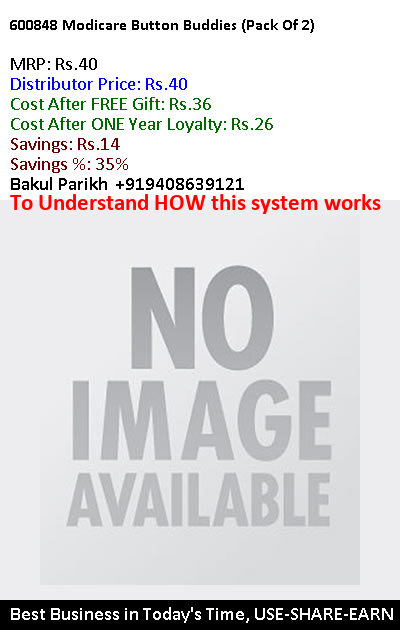 600848 Modicare Button Buddies (Pack Of 2)
MRP: Rs.40
Distributor Price: Rs.40
Cost After FREE Gift: Rs.36
Cost After ONE Year Loyalty: Rs.26
Savings: Rs.14
Savings %: 35%
Bakul Parikh +919408639121
To Understand HOW this system works
NO
IMAGE
AVAILABLE
Best Business in Today's Time, USE-SHARE-EARN